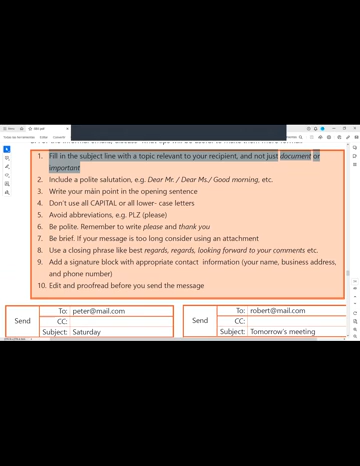 1. Fill in the subject line with a topic relevant to your recipient, and not just document or
important
2. Include a polite salutation, e.g. Dear Mr. / Dear Ms./ Good morning, etc.
3. Write your main point in the opening sentence
4. Don't use all CAPITAL or all lower- case letters
5. Avoid abbreviations, e.g. PLZ (please)
6. Be polite. Remember to write please and thank you
7. Be brief. If your message is too long consider using an attachment
8. Use a closing phrase like best regards, regards, looking forward to your comments etc.
9. Add a signature block with appropriate contact information (your name, business address,
and phone number)
10. Edit and proofread before you send the message
Send
To: peter@mail.com
CC:
Subject: Saturday
Send
To: robert@mail.com
CC:
Subject: Tomorrow's meeting